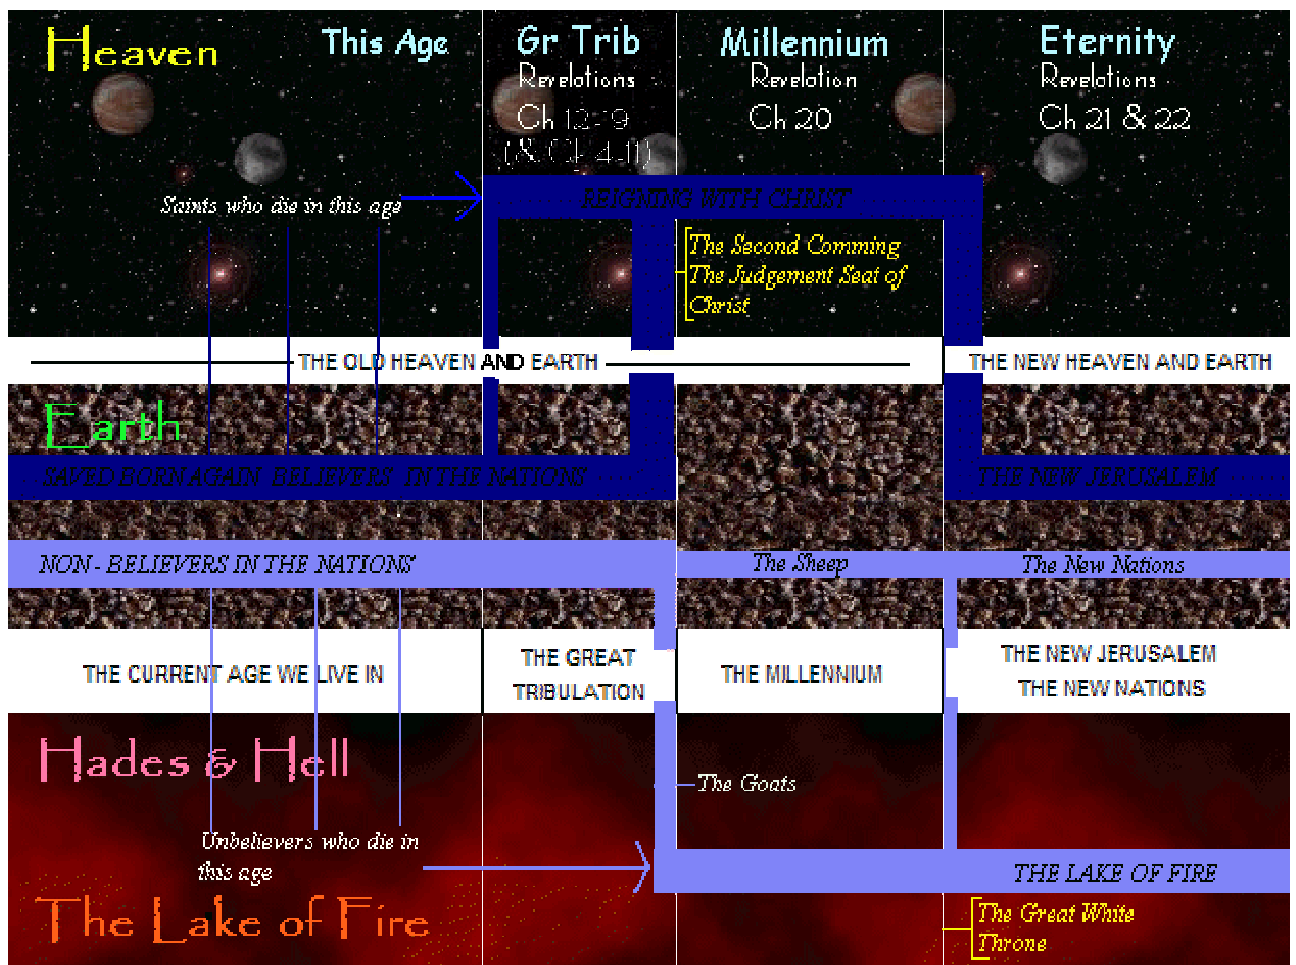 Heaven
This Age
Gr Trib
Revelations
Ch 12-19
(& Ch 4-11)
Millennium
Revelation
Ch 20
Eternity
Revelations
Ch 21 & 22
Saints who die in this age
REIGNING WITH CHRIST
The Second Comming
The Judgement Seat of
Christ
THE OLD HEAVEN AND EARTH
THE NEW HEAVEN AND EARTH
Earth
SAVED BORN AGAIN BELIEVERS IN THE NATIONS
THE NEW JERUSALEM
NON - BELIEVERS IN THE NATIONS
The Sheep
The New Nations
THE CURRENT AGE WE LIVE IN
THE GREAT
TRIBULATION
THE MILLENNIUM
THE NEW JERUSALEM
THE NEW NATIONS
Hades & Hell
The Goats
Unbelievers who die in
this age
THE LAKE OF FIRE
The Lake of Fire
The Great White
Throne